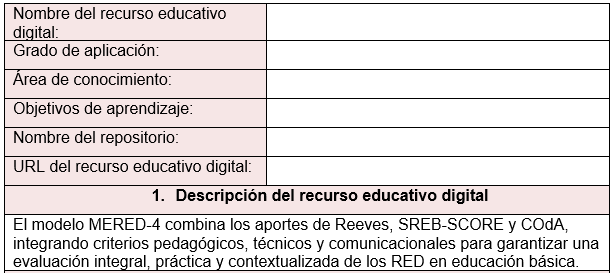 Nombre del recurso educativo
digital:
Grado de aplicación:
Área de conocimiento:
Objetivos de aprendizaje:
Nombre del repositorio:
URL del recurso educativo digital:
1. Descripción del recurso educativo digital
El modelo MERED-4 combina los aportes de Reeves, SREB-SCORE y COdA,
integrando criterios pedagógicos, técnicos y comunicacionales para garantizar una
evaluación integral, práctica y contextualizada de los RED en educación básica.